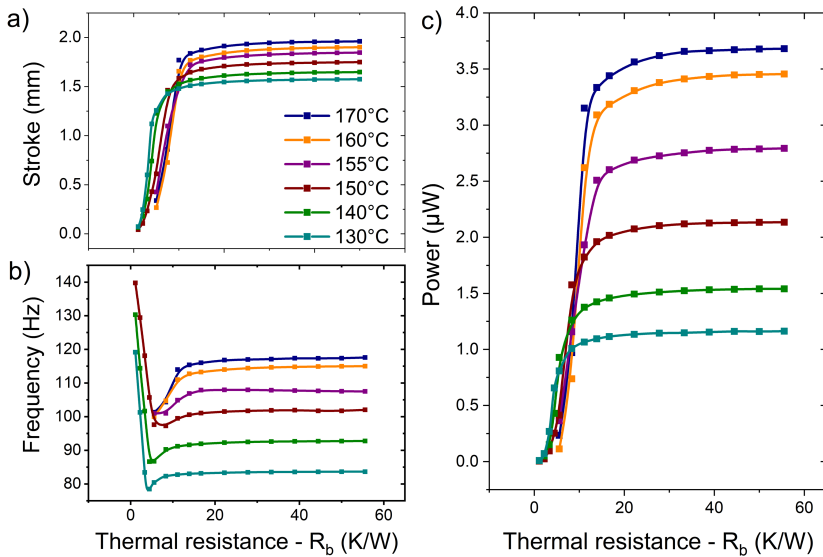 a)
Stroke (mm)
2.0
1.5
1.0
0.5
0.0
170°C
160°C
155°C
150°C
140°C
130°C
b)
Frequency (Hz)
140
130
120
110
100
90
80
0 20 40 60
Thermal resistance - Rb (K/W)
c)
Power (µW)
4.0
3.5
3.0
2.5
2.0
1.5
1.0
0.5
0.0
0 20 40 60
Thermal resistance - Rb (K/W)